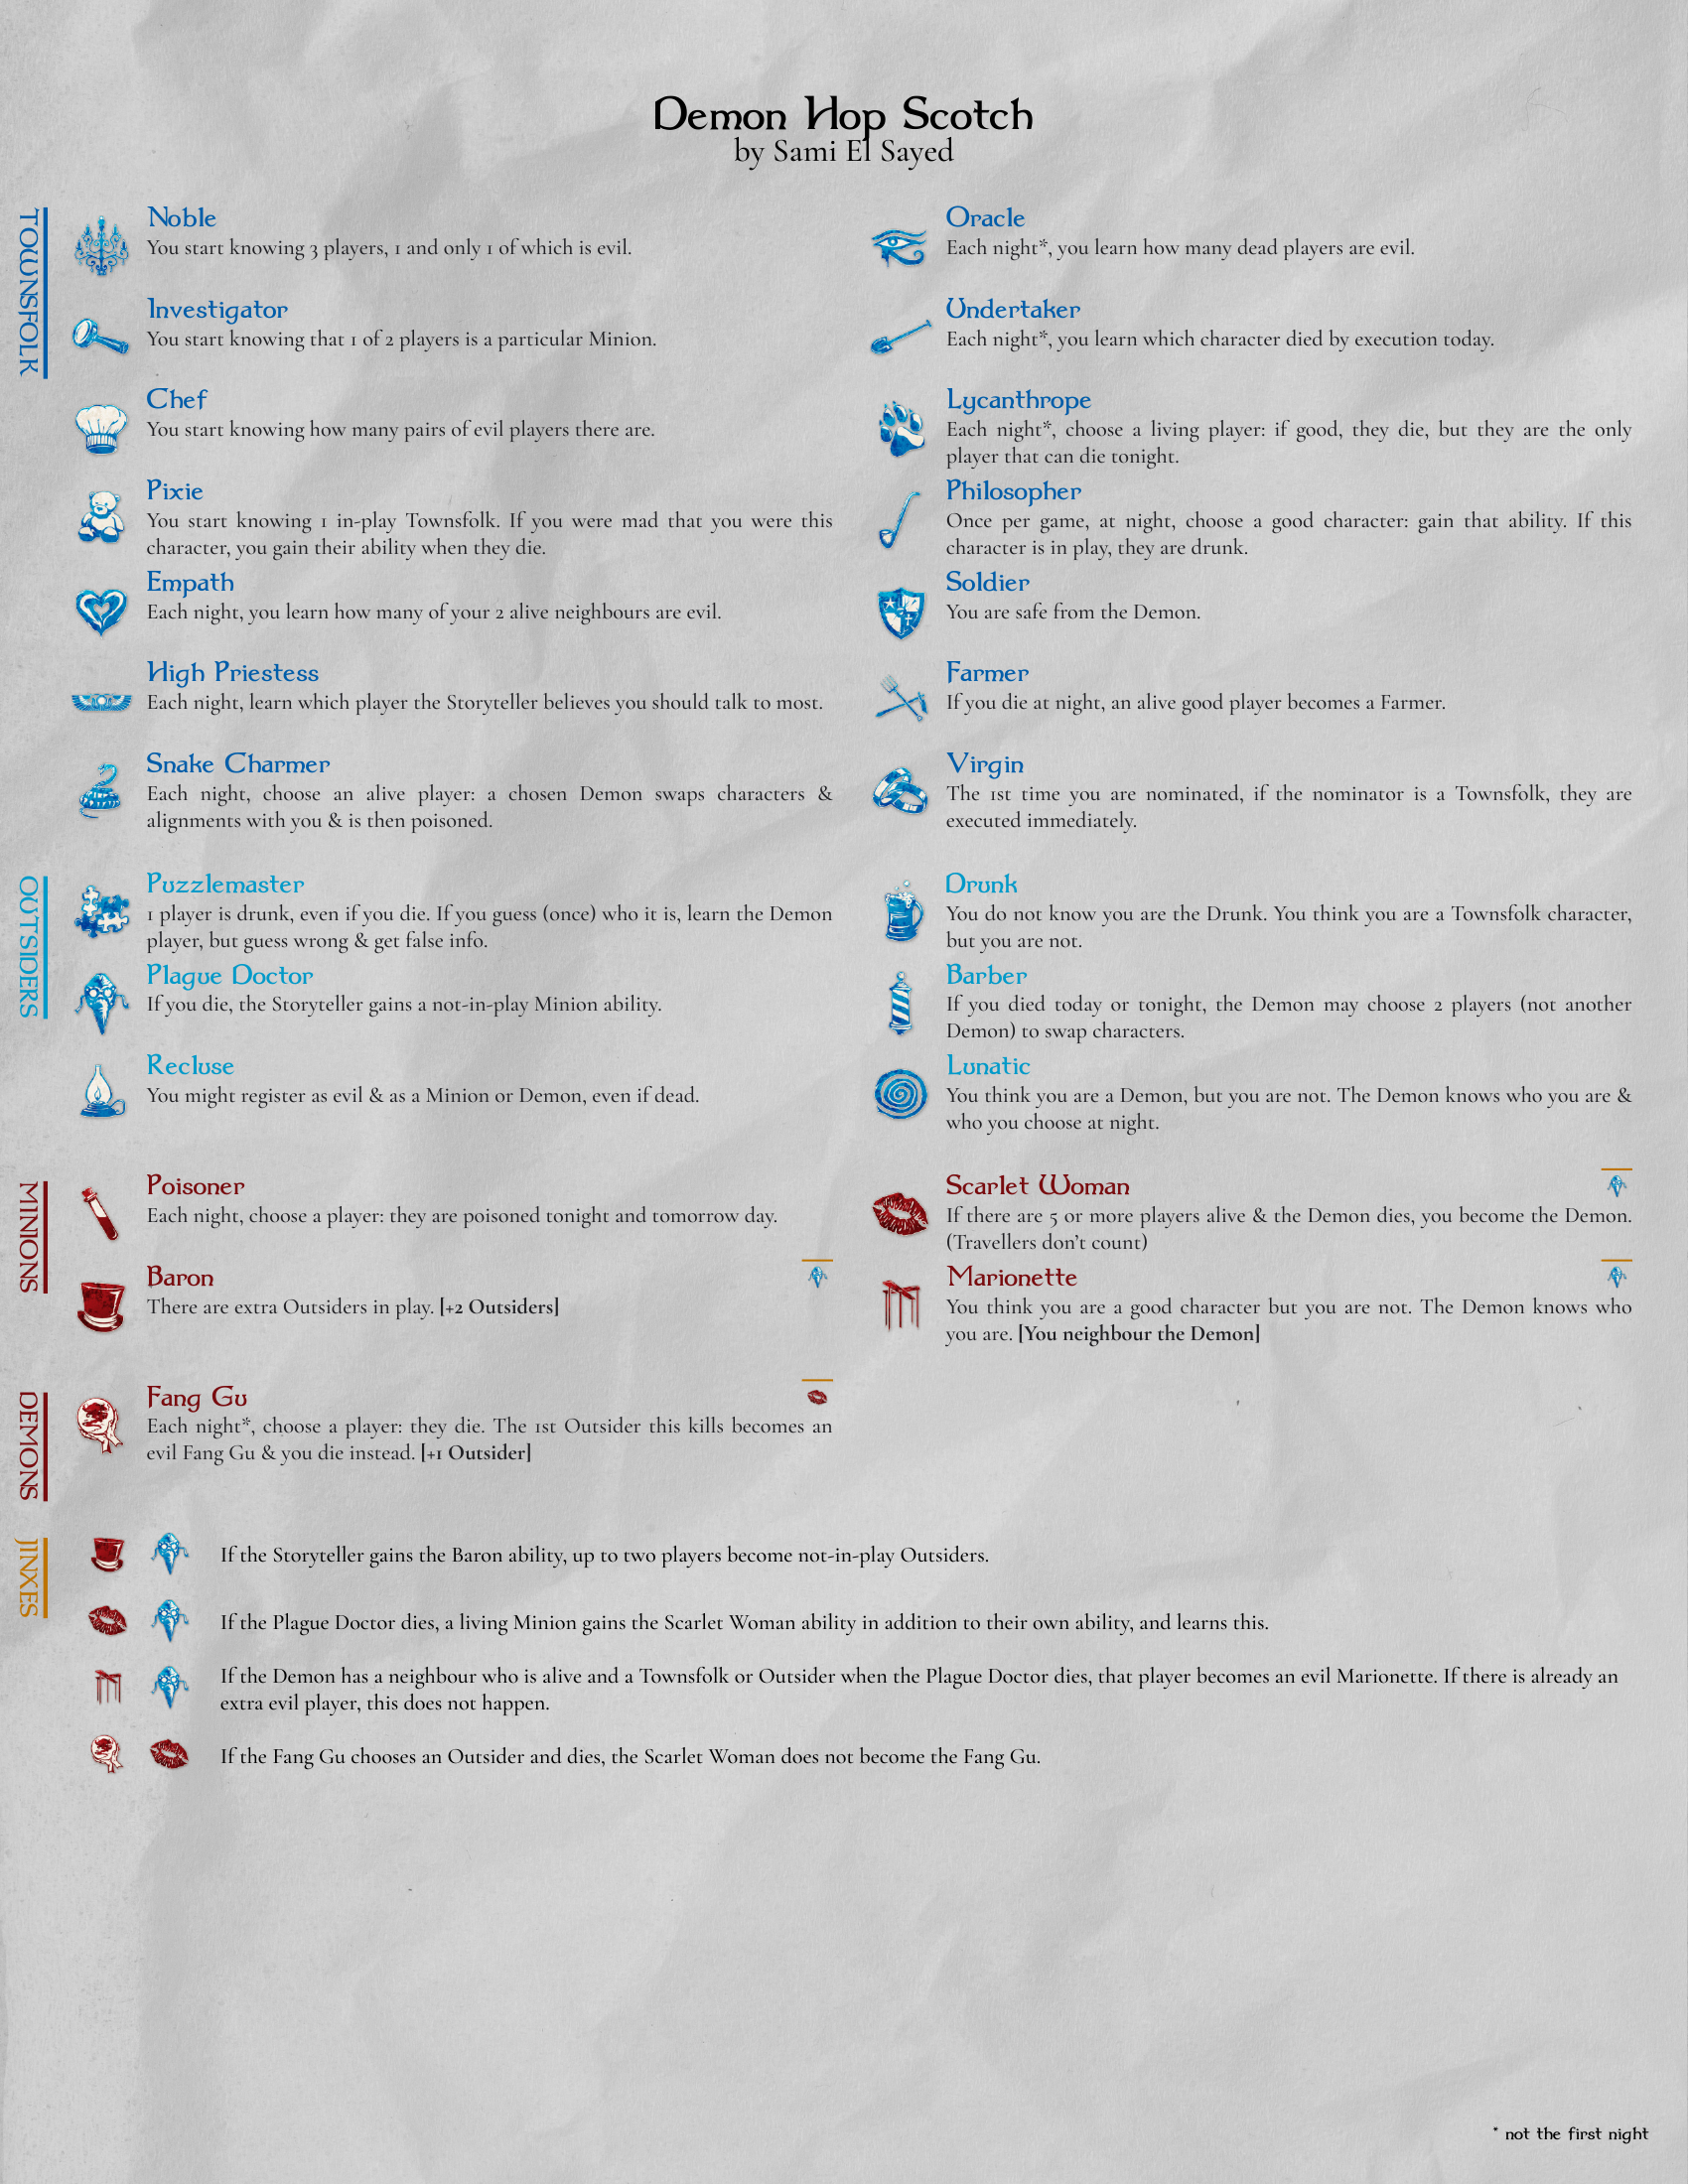 Demon Hop Scotch
by Sami El Sayed
TOWNSFOLK
Noble
You start knowing 3 players, 1 and only 1 of which is evil.
Investigator
You start knowing that 1 of 2 players is a particular Minion.
Chef
You start knowing how many pairs of evil players there are.
Pixie
You start knowing 1 in-play Townsfolk. If you were mad that you were this
character, you gain their ability when they die.
Empath
Each night, you learn how many of your 2 alive neighbours are evil.
High Priestess
Each night, learn which player the Storyteller believes you should talk to most.
Snake Charmer
Each night, choose an alive player: a chosen Demon swaps characters &
alignments with you & is then poisoned.
Oracle
Each night*, you learn how many dead players are evil.
Undertaker
Each night*, you learn which character died by execution today.
Lycanthrope
Each night*, choose a living player: if good, they die, but they are the only
player that can die tonight.
Philosopher
Once per game, at night, choose a good character: gain that ability. If this
character is in play, they are drunk.
Soldier
You are safe from the Demon.
Farmer
If you die at night, an alive good player becomes a Farmer.
Virgin
The 1st time you are nominated, if the nominator is a Townsfolk, they are
executed immediately.
OUTSIDERS
Puzzlemaster
1 player is drunk, even if you die. If you guess (once) who it is, learn the Demon
player, but guess wrong & get false info.
Plague Doctor
If you die, the Storyteller gains a not-in-play Minion ability.
Recluse
You might register as evil & as a Minion or Demon, even if dead.
Drunk
You do not know you are the Drunk. You think you are a Townsfolk character,
but you are not.
Barber
If you died today or tonight, the Demon may choose 2 players (not another
Demon) to swap characters.
Lunatic
You think you are a Demon, but you are not. The Demon knows who you are &
who you choose at night.
MINIONS
Poisoner
Each night, choose a player: they are poisoned tonight and tomorrow day.
Baron
There are extra Outsiders in play. [+2 Outsiders]
Scarlet Woman
If there are 5 or more players alive & the Demon dies, you become the Demon.
(Travellers don't count)
Marionette
You think you are a good character but you are not. The Demon knows who
you are. [You neighbour the Demon]
DEMONS
Fang Gu
Each night*, choose a player: they die. The 1st Outsider this kills becomes an
evil Fang Gu & you die instead. [+1 Outsider]
JINXES
If the Storyteller gains the Baron ability, up to two players become not-in-play Outsiders.
If the Plague Doctor dies, a living Minion gains the Scarlet Woman ability in addition to their own ability, and learns this.
If the Demon has a neighbour who is alive and a Townsfolk or Outsider when the Plague Doctor dies, that player becomes an evil Marionette. If there is already an
extra evil player, this does not happen.
If the Fang Gu chooses an Outsider and dies, the Scarlet Woman does not become the Fang Gu.
* not the first night